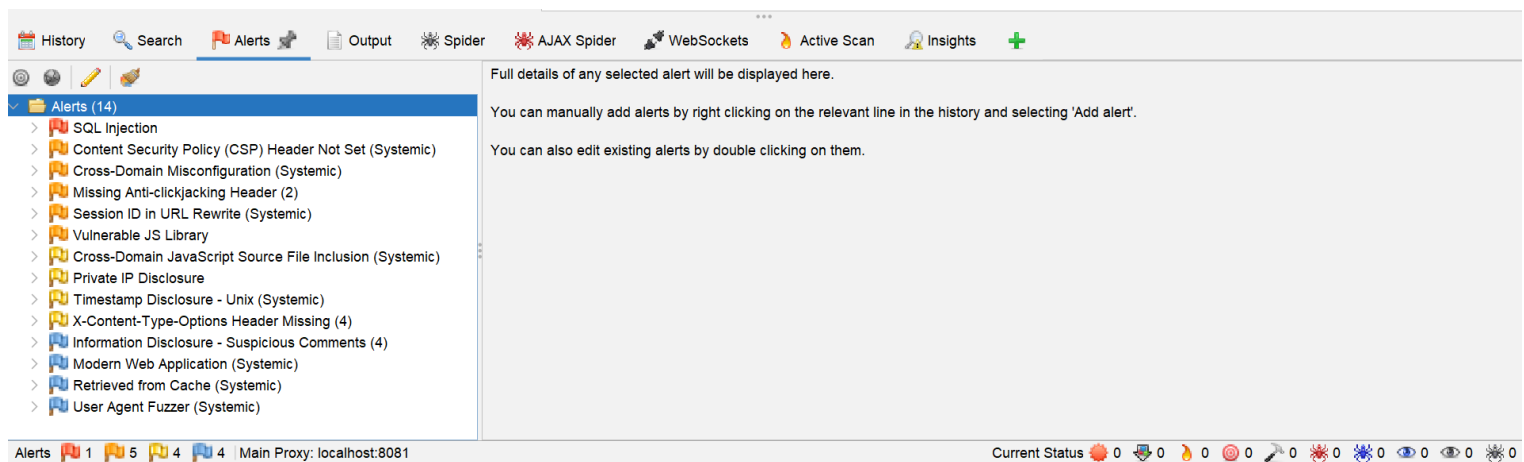 History Search Alerts Output Spider AJAX Spider WebSockets Active Scan Insights
Full details of any selected alert will be displayed here.
You can manually add alerts by right clicking on the relevant line in the history and selecting 'Add alert'.
You can also edit existing alerts by double clicking on them.
Alerts (14)
SQL Injection
Content Security Policy (CSP) Header Not Set (Systemic)
Cross-Domain Misconfiguration (Systemic)
Missing Anti-clickjacking Header (2)
Session ID in URL Rewrite (Systemic)
Vulnerable JS Library
Cross-Domain JavaScript Source File Inclusion (Systemic)
Private IP Disclosure
Timestamp Disclosure - Unix (Systemic)
X-Content-Type-Options Header Missing (4)
Information Disclosure - Suspicious Comments (4)
Modern Web Application (Systemic)
Retrieved from Cache (Systemic)
User Agent Fuzzer (Systemic)
Alerts 1 5 4 4 Main Proxy: localhost:8081 Current Status 0 0 0 0 0 0 0 0 0 0